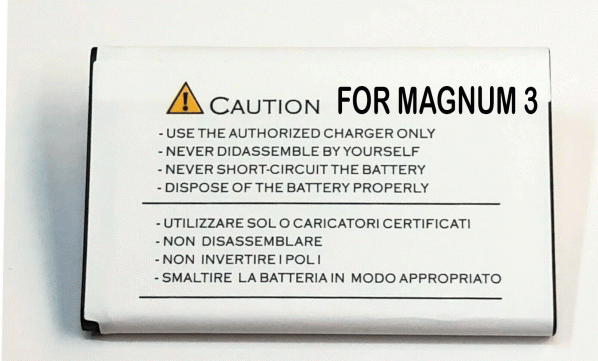 CAUTION FOR MAGNUM 3
- USE THE AUTHORIZED CHARGER ONLY
- NEVER DIDASSEMBLE BY YOURSELF
- NEVER SHORT-CIRCUIT THE BATTERY
- DISPOSE OF THE BATTERY PROPERLY
- UTILIZZARE SOL O CARICATORI CERTIFICATI
- NON DISASSEMBLARE
- NON INVERTIRE I POL I
- SMALTIRE LA BATTERIA IN MODO APPROPRIATO